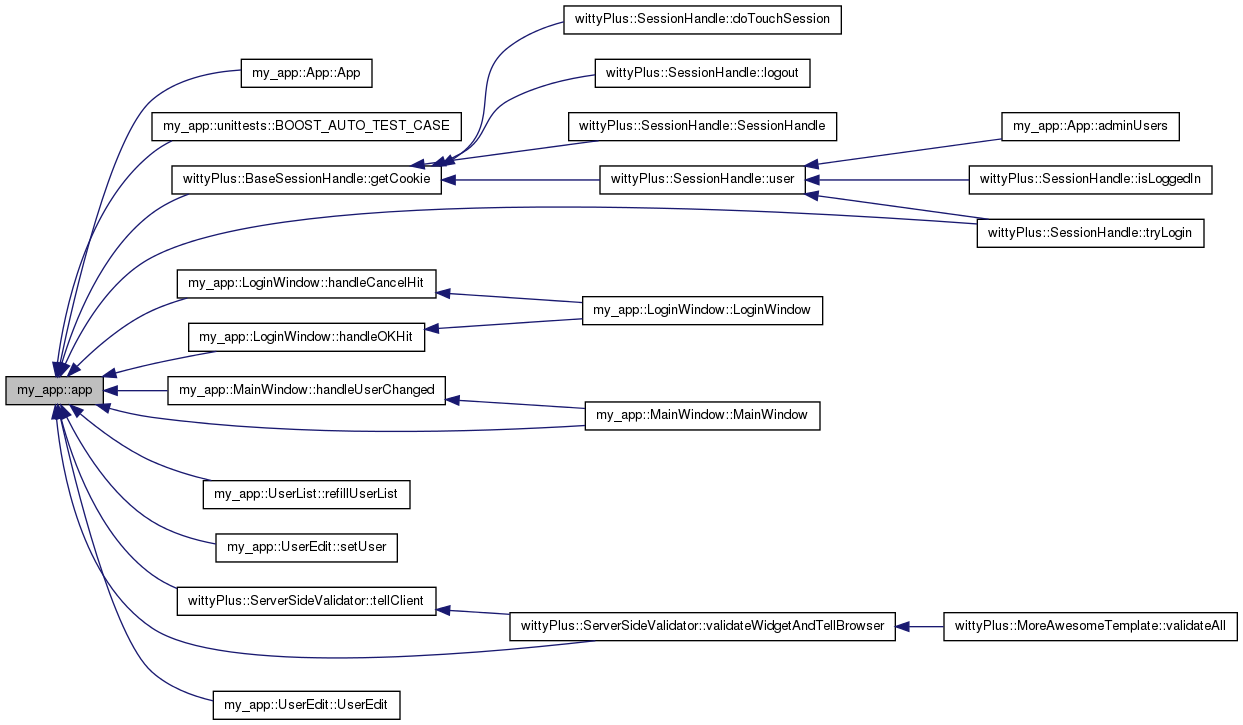 wittyPlus::SessionHandle::doTouchSession
my_app::App::App
wittyPlus::SessionHandle::logout
my_app::unittests::BOOST_AUTO_TEST_CASE
wittyPlus::SessionHandle::SessionHandle
my_app::App::adminUsers
wittyPlus::BaseSessionHandle::getCookie
wittyPlus::SessionHandle::user
wittyPlus::SessionHandle::isLoggedIn
wittyPlus::SessionHandle::tryLogin
my_app::LoginWindow::handleCancelHit
my_app::LoginWindow::LoginWindow
my_app::LoginWindow::handleOKHit
my_app::app
my_app::MainWindow::handleUserChanged
my_app::MainWindow::MainWindow
my_app::UserList::refillUserList
my_app::UserEdit::setUser
wittyPlus::ServerSideValidator::tellClient
wittyPlus::ServerSideValidator::validateWidgetAndTellBrowser
wittyPlus::MoreAwesomeTemplate::validateAll
my_app::UserEdit::UserEdit